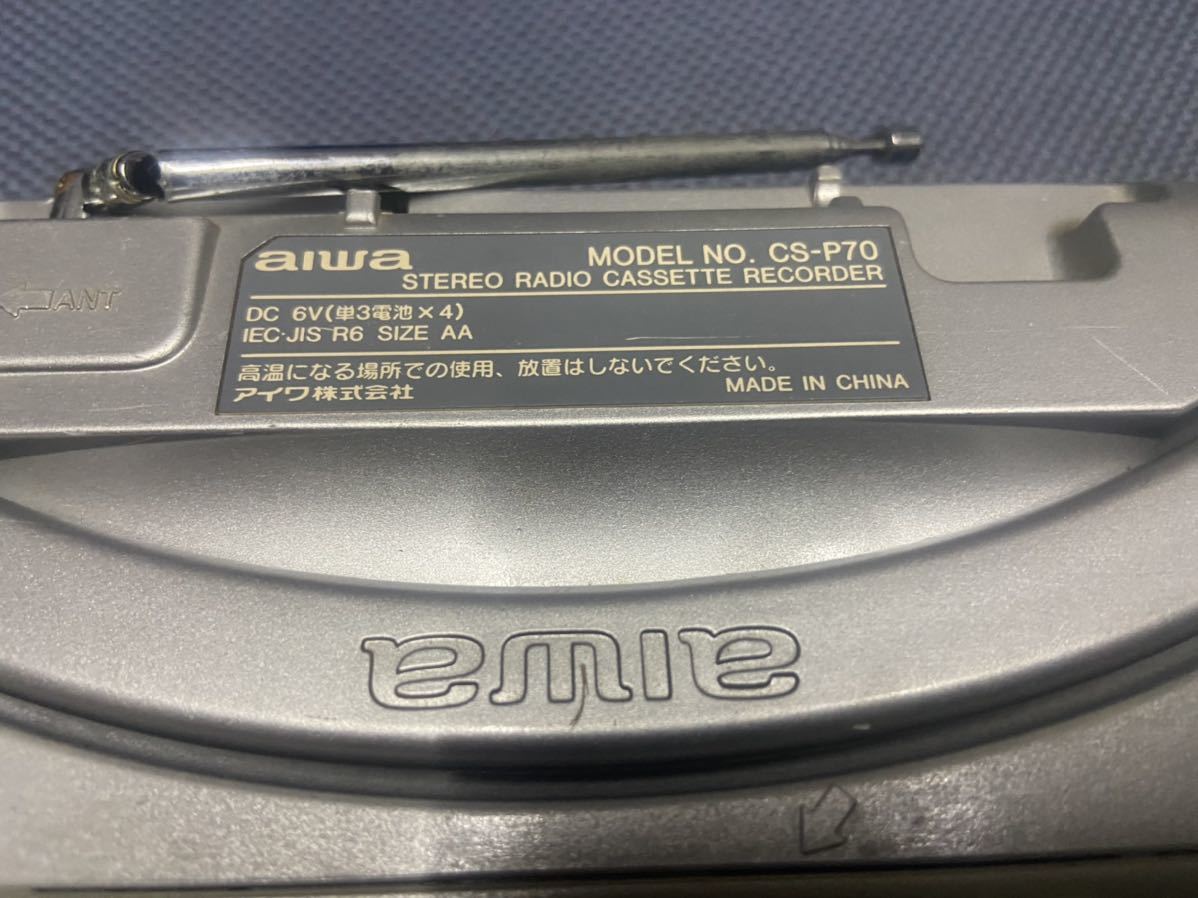 aiwa
MODEL NO. CS-P70
STEREO RADIO CASSETTE RECORDER
ANT
DC 6V(単3電池×4)
IEC·JIS R6 SIZE AA
高温になる場所での使用、放置はしないでください。
アイワ株式会社
MADE IN CHINA
aiwa